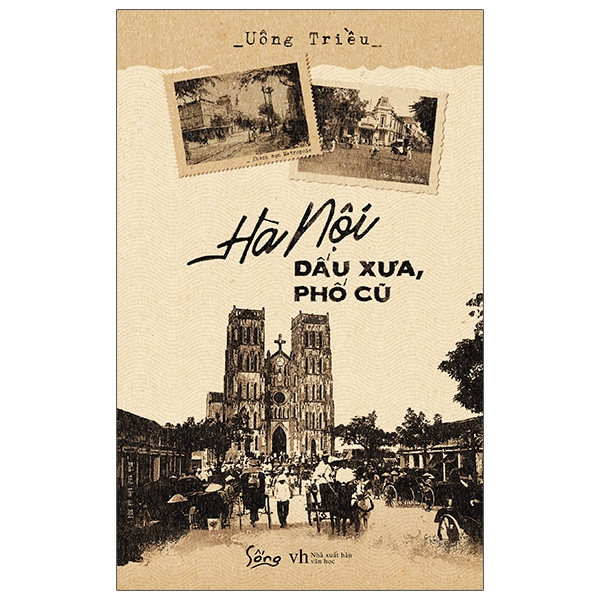 _Uông Triều_
Khách sạn Metropole
Hà Nội
DẤU XƯA,
PHỐ CŨ
Sống
vh
Nhà xuất bản
văn học